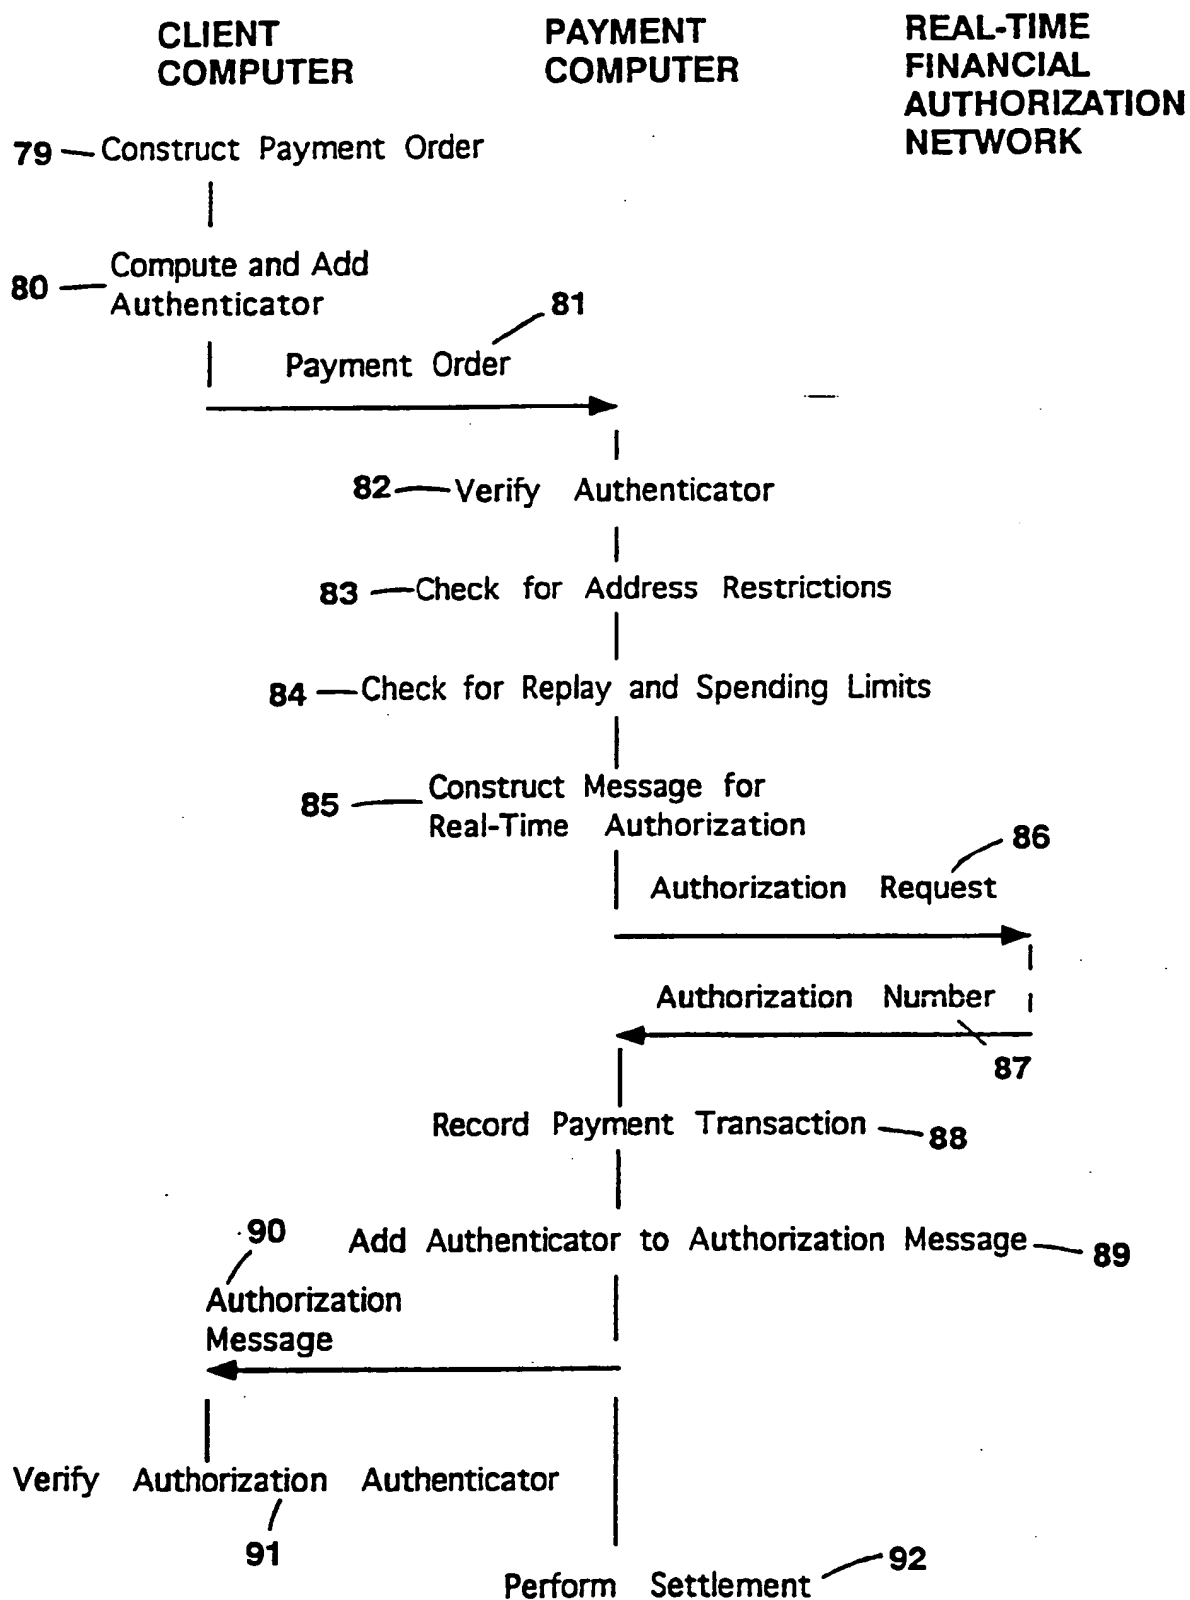 CLIENT
COMPUTER
PAYMENT
COMPUTER
REAL-TIME
FINANCIAL
AUTHORIZATION
NETWORK
79 Construct Payment Order
80 Compute and Add
Authenticator
81
Payment Order
82 Verify Authenticator
83 Check for Address Restrictions
84 Check for Replay and Spending Limits
85 Construct Message for
Real-Time Authorization
86
Authorization Request
Authorization Number
87
Record Payment Transaction 88
90
Add Authenticator to Authorization Message 89
Authorization
Message
Verify Authorization Authenticator
91
92
Perform Settlement